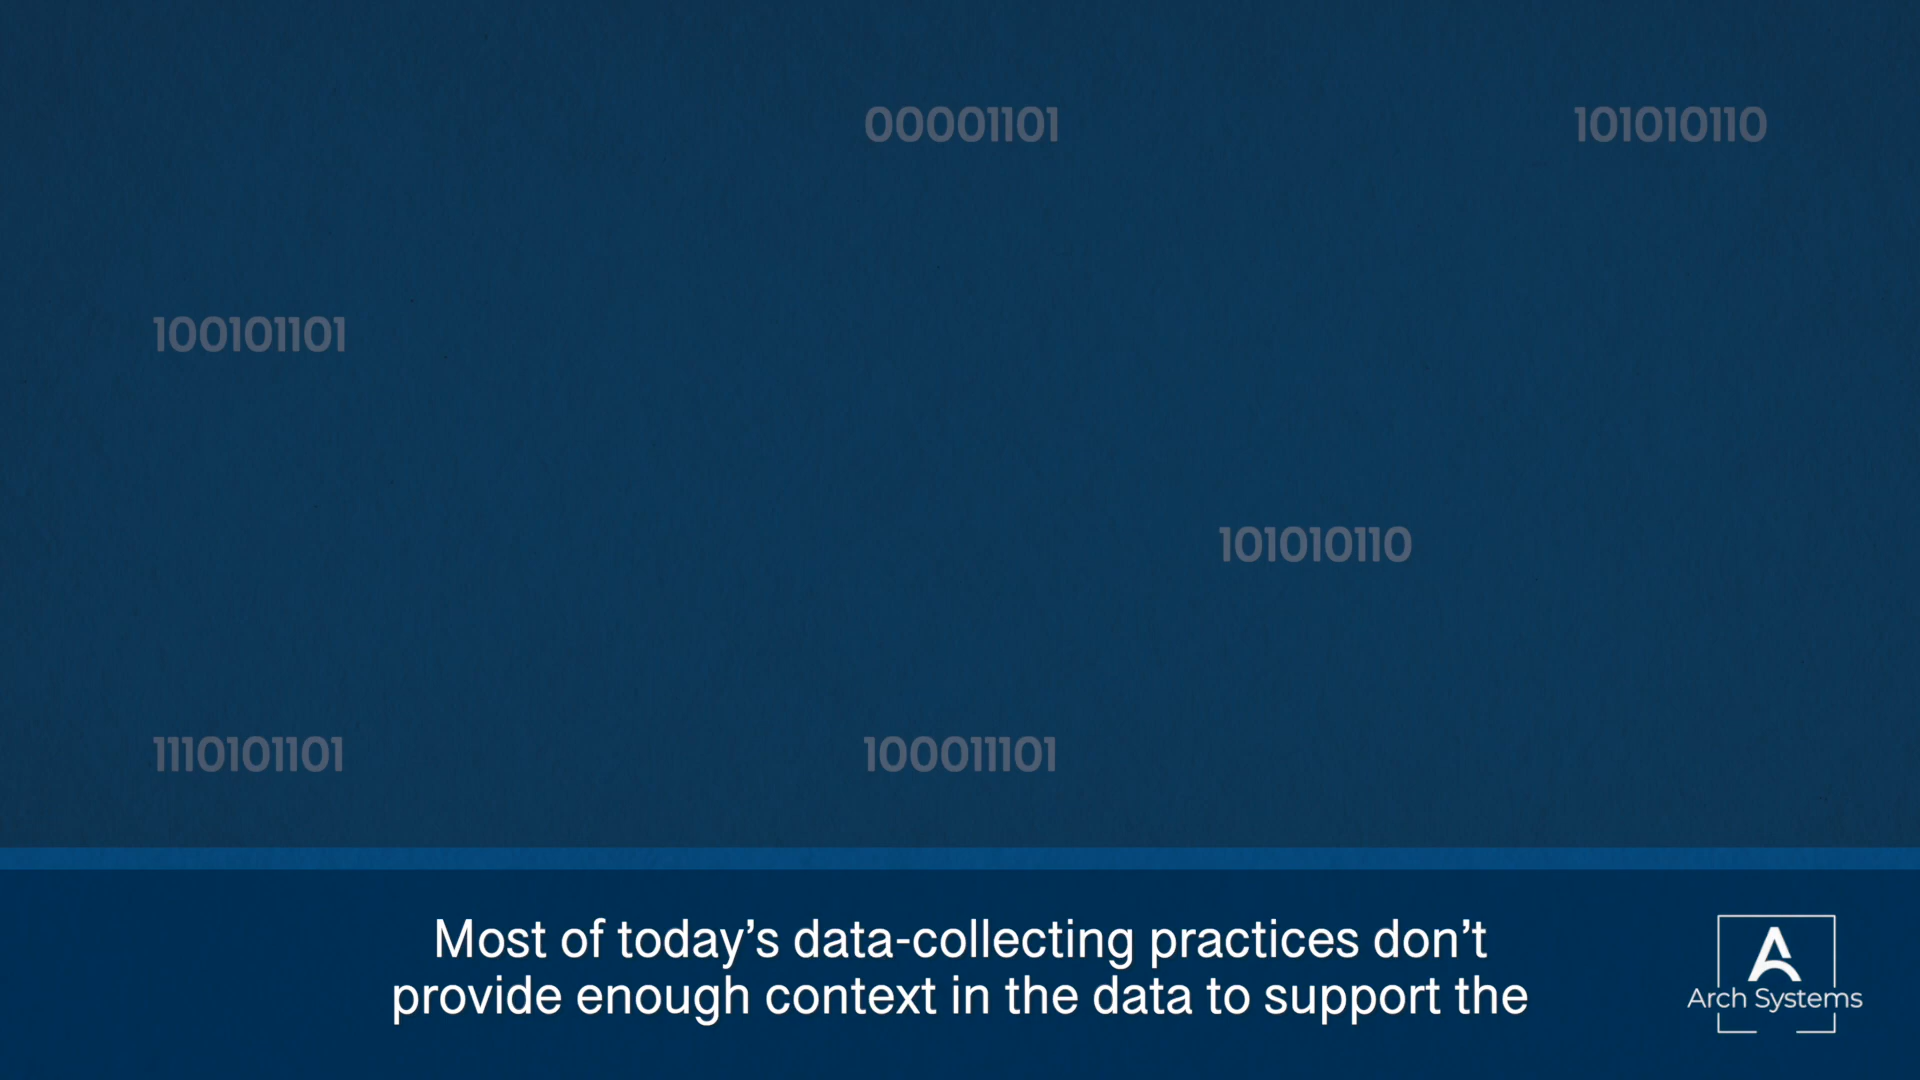 00001101
101010110
100101101
101010110
1110101101
100011101
Most of today’s data-collecting practices don’t
provide enough context in the data to support the
Arch Systems